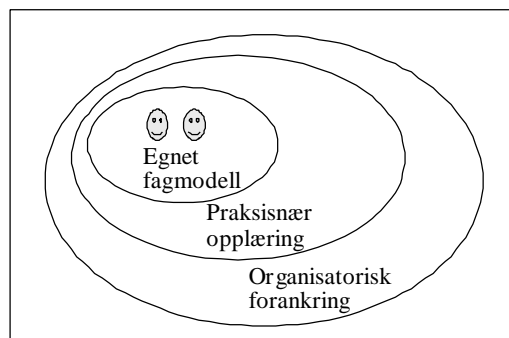 Egnet
fagmodell
Praksisnær
opplæring
Organisatorisk
forankring